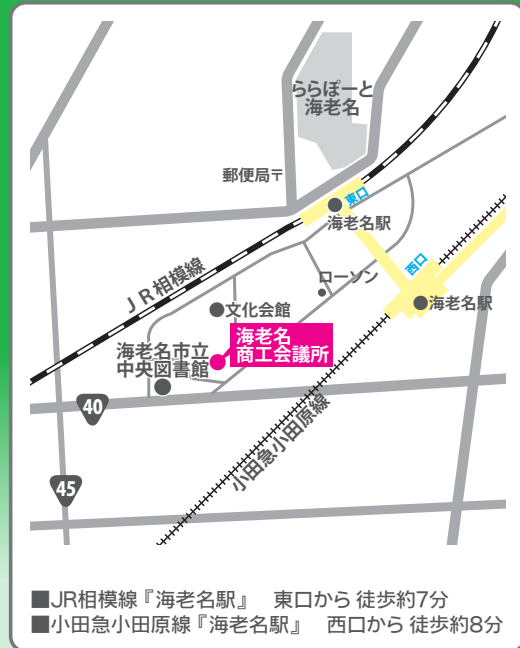 ららぽーと
海老名
郵便局〒
東口
海老名駅
西口
JR相模線
ローソン
海老名駅
文化会館
海老名
商工会議所
海老名市立
中央図書館
40
小田急小田原線
45
■JR相模線『海老名駅』　東口から 徒歩約7分
■小田急小田原線『海老名駅』　西口から 徒歩約8分